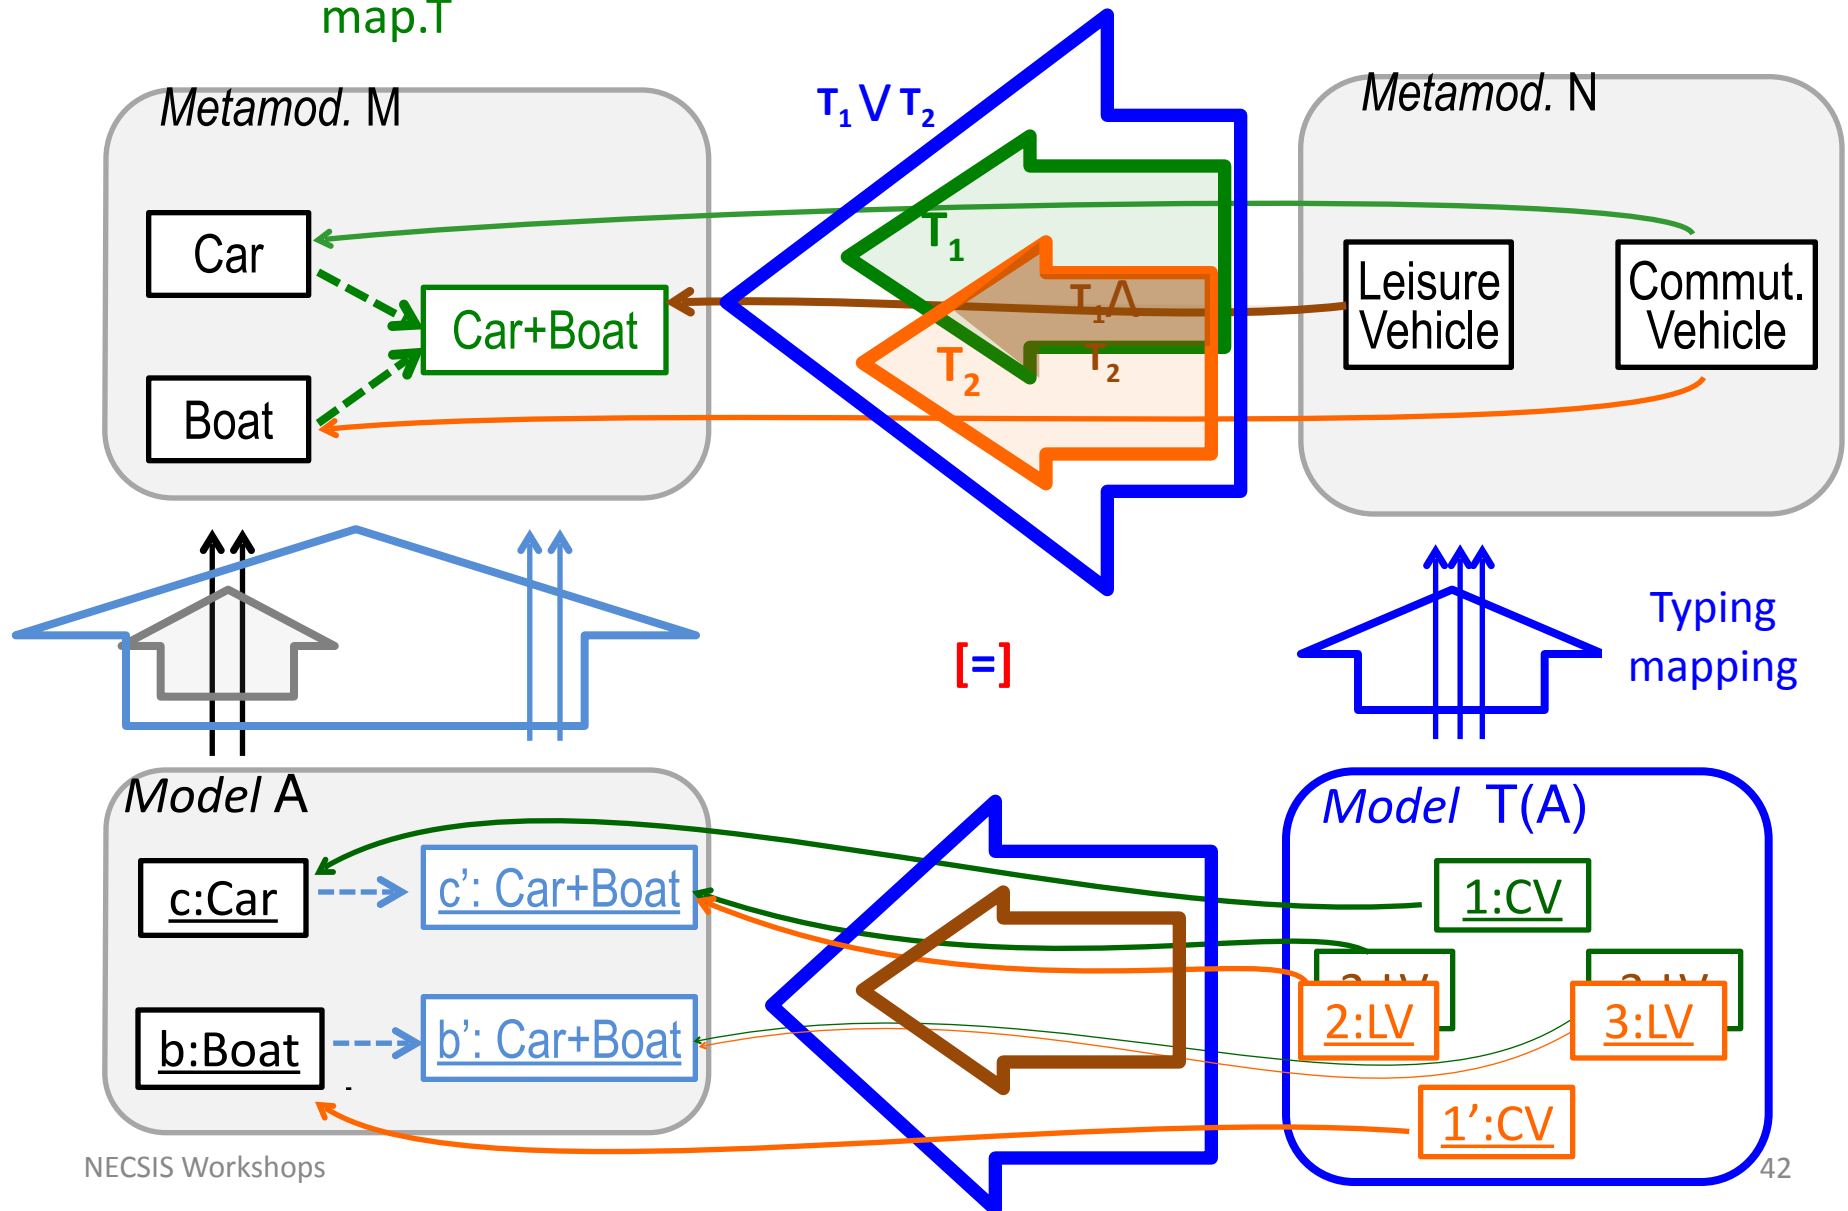 map.T
Metamod. M
T1 ⋁ T2
Metamod. N
Car
T1
Leisure
Vehicle
Commut.
Vehicle
Car+Boat
T1⋀
T2
T2
Boat
Typing
mapping
[=]
Model A
Model T(A)
c:Car
c’: Car+Boat
1:CV
2:LV
3:LV
b:Boat
b’: Car+Boat
1’:CV
NECSIS Workshops
42